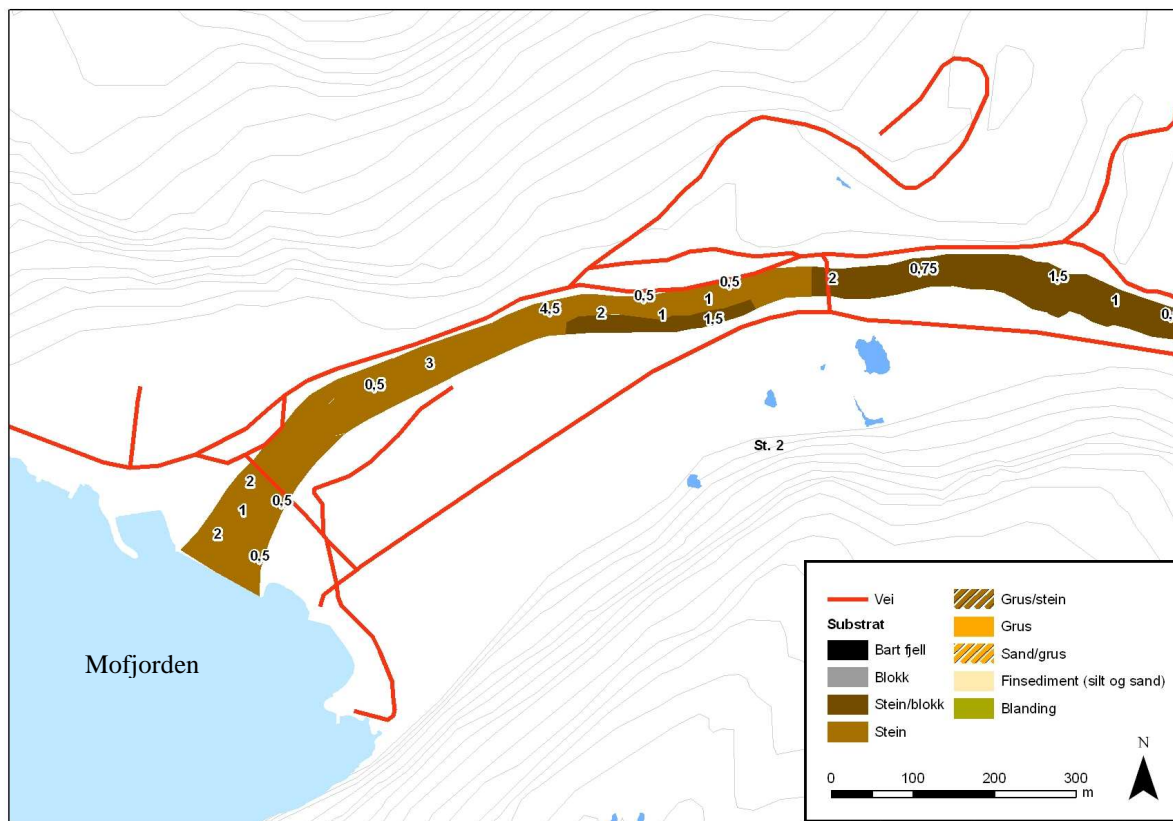 2
0,75
1,5
1
0,5
0,5
1
4,5
2
1
1,5
3
0,5
St. 2
2
1
0,5
2
0,5
Mofjorden
Vei
Substrat
Bart fjell
Blokk
Stein/blokk
Stein
Grus/stein
Grus
Sand/grus
Finsediment (silt og sand)
Blanding
N
0 100 200 300
m